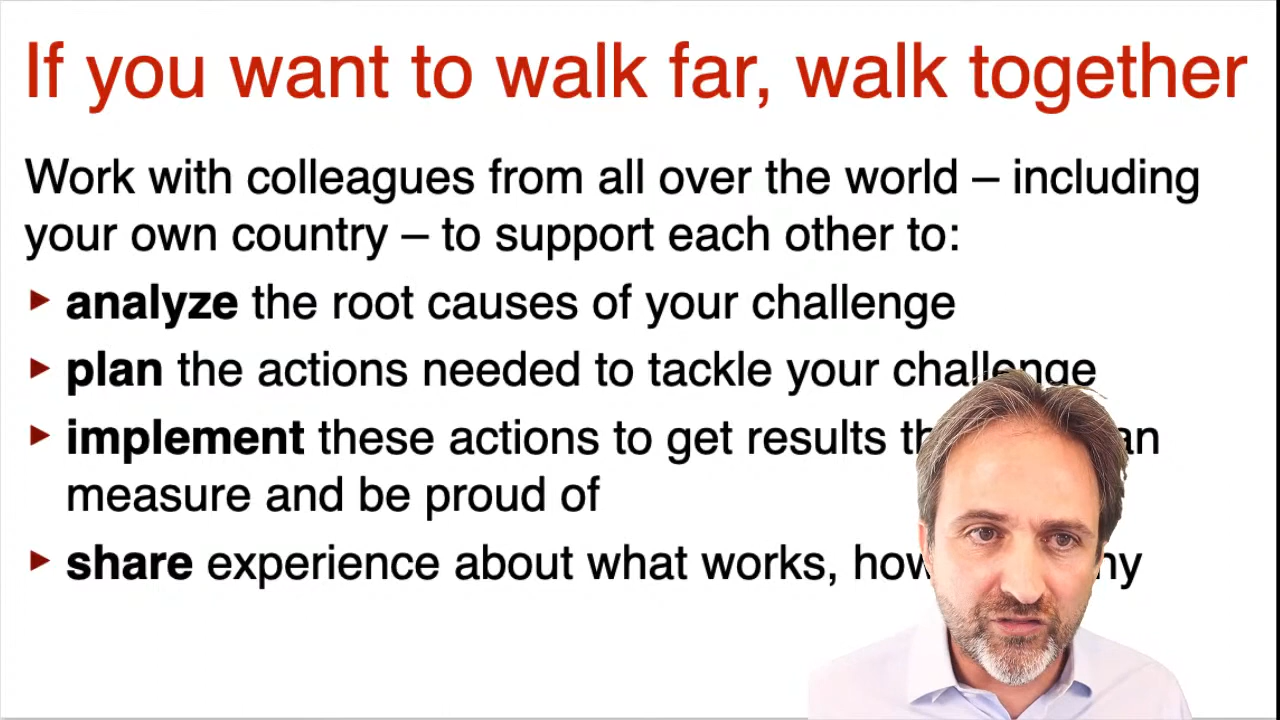 If you want to walk far, walk together
Work with colleagues from all over the world – including
your own country – to support each other to:
analyze the root causes of your challenge
plan the actions needed to tackle your challenge
implement these actions to get results
measure and be proud of
share experience about what works, how